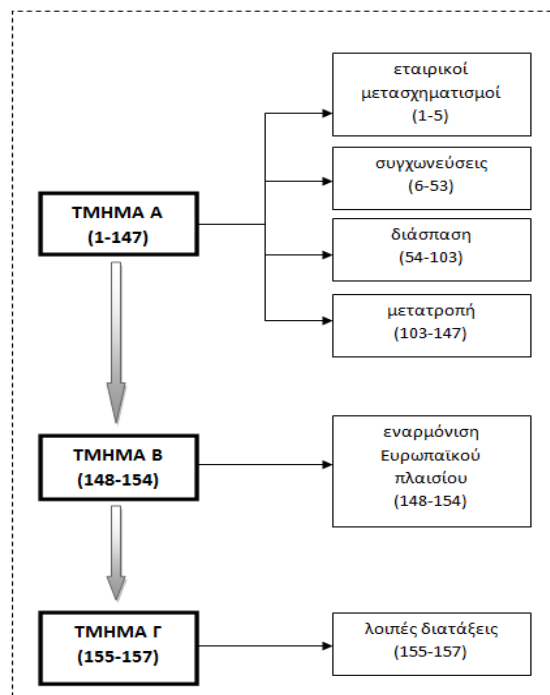 ΤΜΗΜΑ Α
(1-147)
εταιρικοί
μετασχηματισμοί
(1-5)
συγχωνεύσεις
(6-53)
διάσπαση
(54-103)
μετατροπή
(103-147)
ΤΜΗΜΑ Β
(148-154)
εναρμόνιση
Ευρωπαϊκού
πλαισίου
(148-154)
ΤΜΗΜΑ Γ
(155-157)
λοιπές διατάξεις
(155-157)